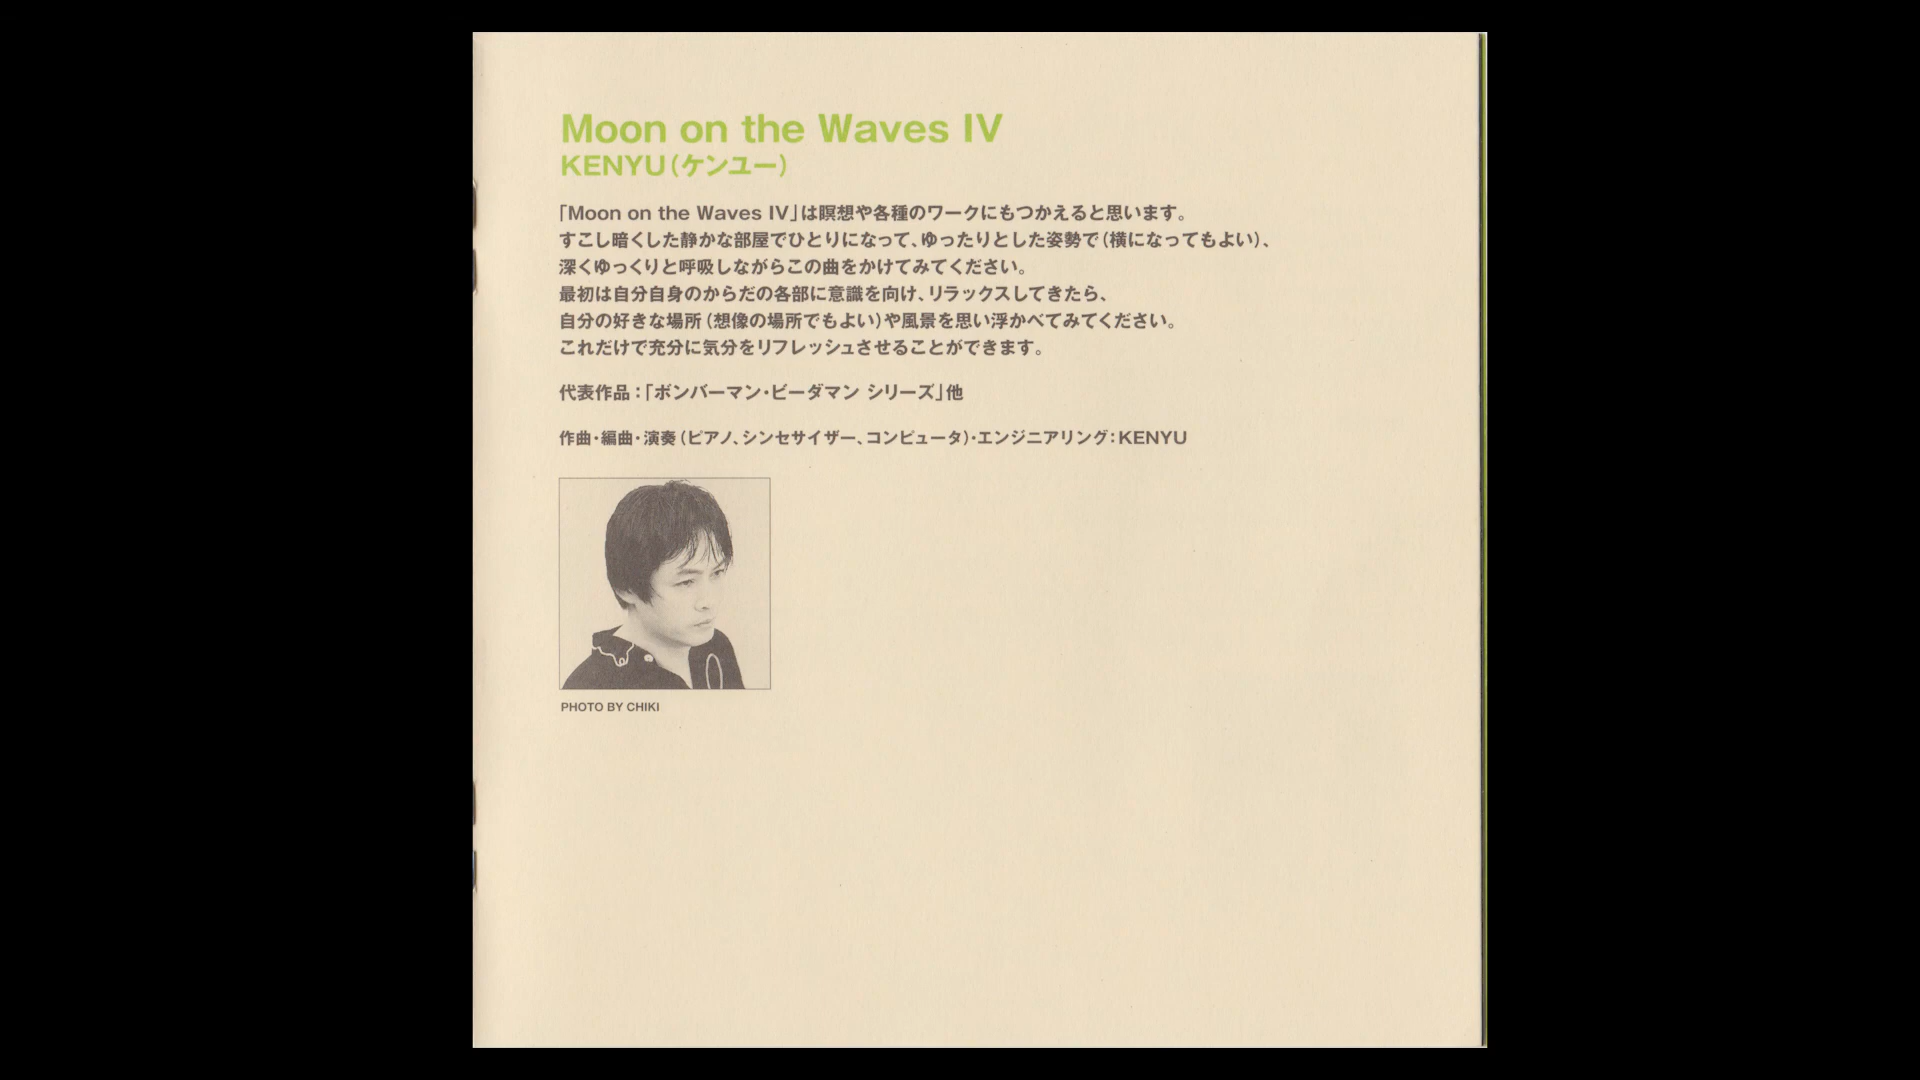 Moon on the Waves IV
KENYU（ケンユー）
「Moon on the Waves IV」は瞑想や各種のワークにもつかえると思います。
すこし暗くした静かな部屋でひとりになって、ゆったりとした姿勢で（横になってもよい）、
深くゆっくりと呼吸しながらこの曲をかけてみてください。
最初は自分自身のからだの各部に意識を向け、リラックスしてきたら、
自分の好きな場所（想像の場所でもよい）や風景を思い浮かべてみてください。
これだけで充分に気分をリフレッシュさせることができます。
代表作品：「ボンバーマン・ビーダマン シリーズ」他
作曲・編曲・演奏（ピアノ、シンセサイザー、コンピュータ）・エンジニアリング：KENYU
PHOTO BY CHIKI